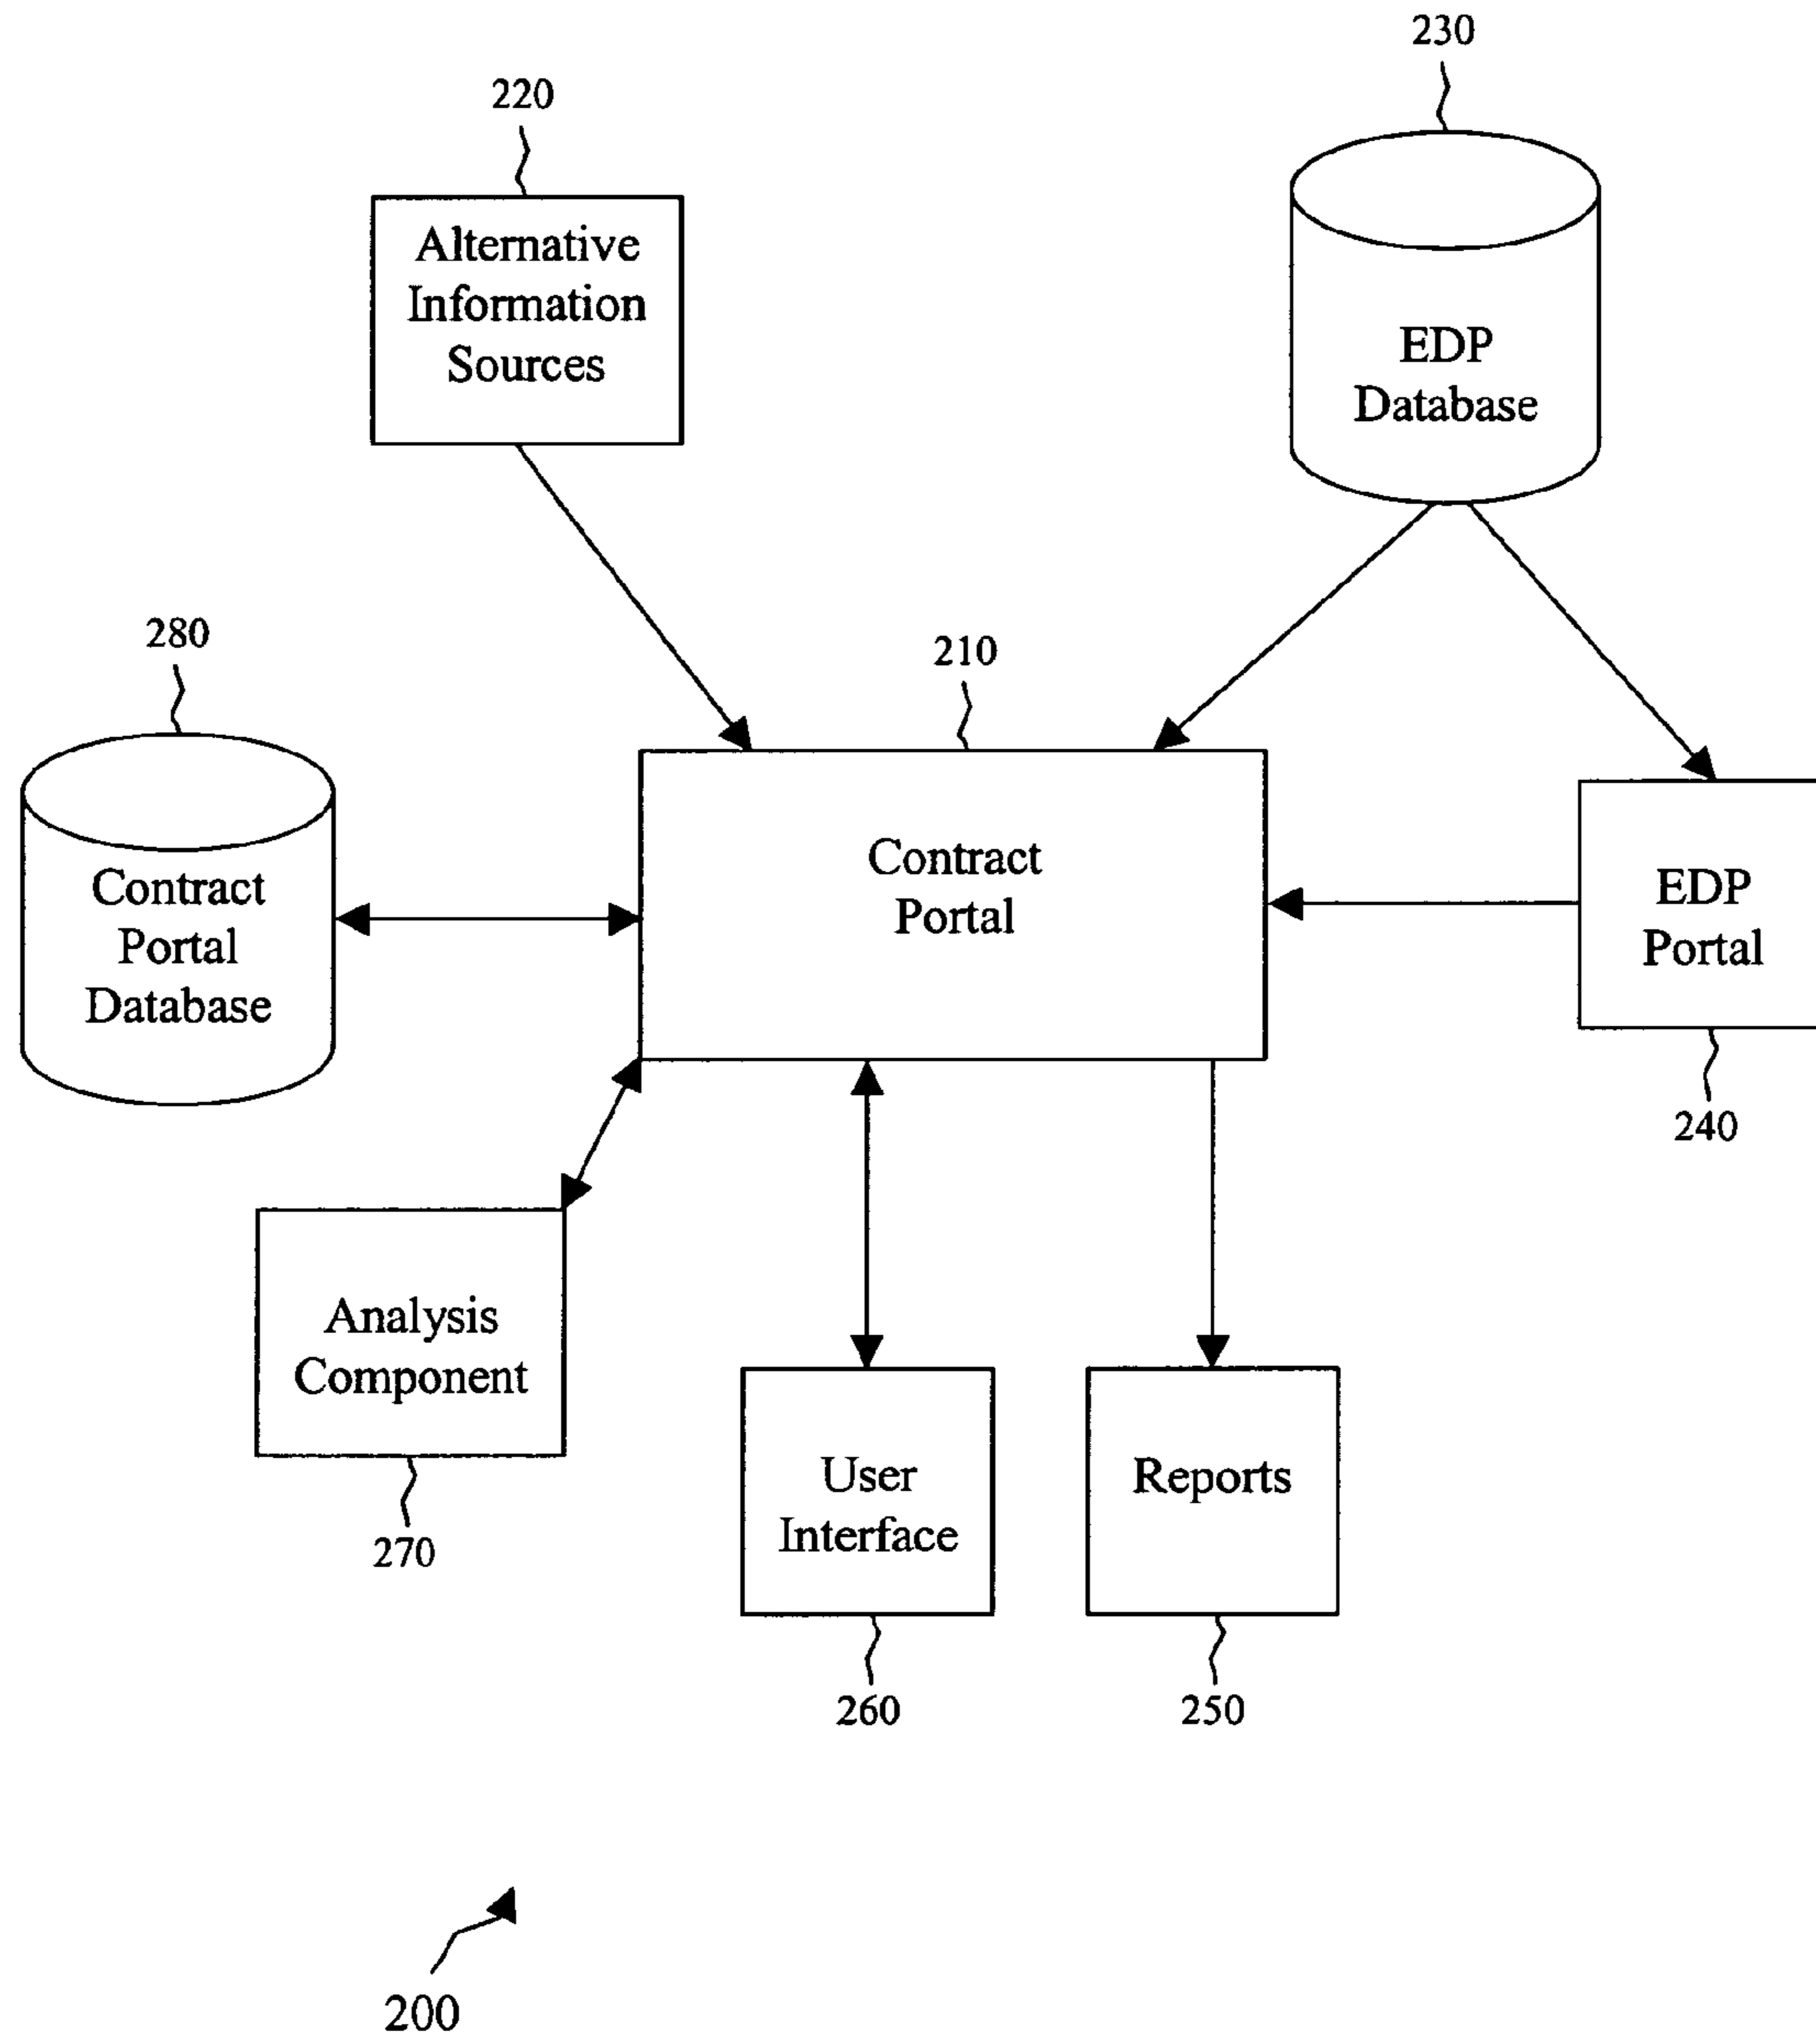 230
220
Alternative
Information
Sources
EDP
Database
280
210
Contract
Portal
Database
Contract
Portal
EDP
Portal
240
Analysis
Component
270
User
Interface
260
Reports
250
200